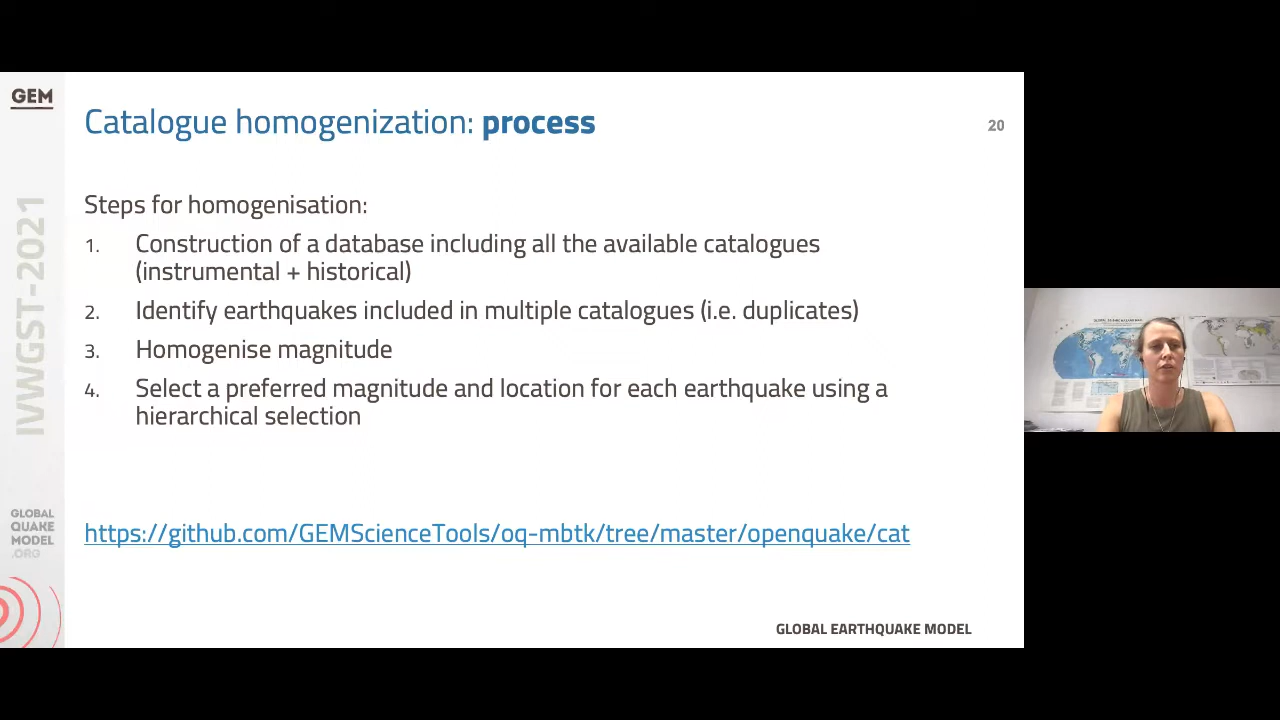 GEM
Catalogue homogenization: process
20
IVWGST-2021
Steps for homogenisation:
1. Construction of a database including all the available catalogues
(instrumental + historical)
2. Identify earthquakes included in multiple catalogues (i.e. duplicates)
3. Homogenise magnitude
4. Select a preferred magnitude and location for each earthquake using a
hierarchical selection
GLOBAL
QUAKE
MODEL
.ORG
https://github.com/GEMScienceTools/oq-mbtk/tree/master/openquake/cat
GLOBAL EARTHQUAKE MODEL